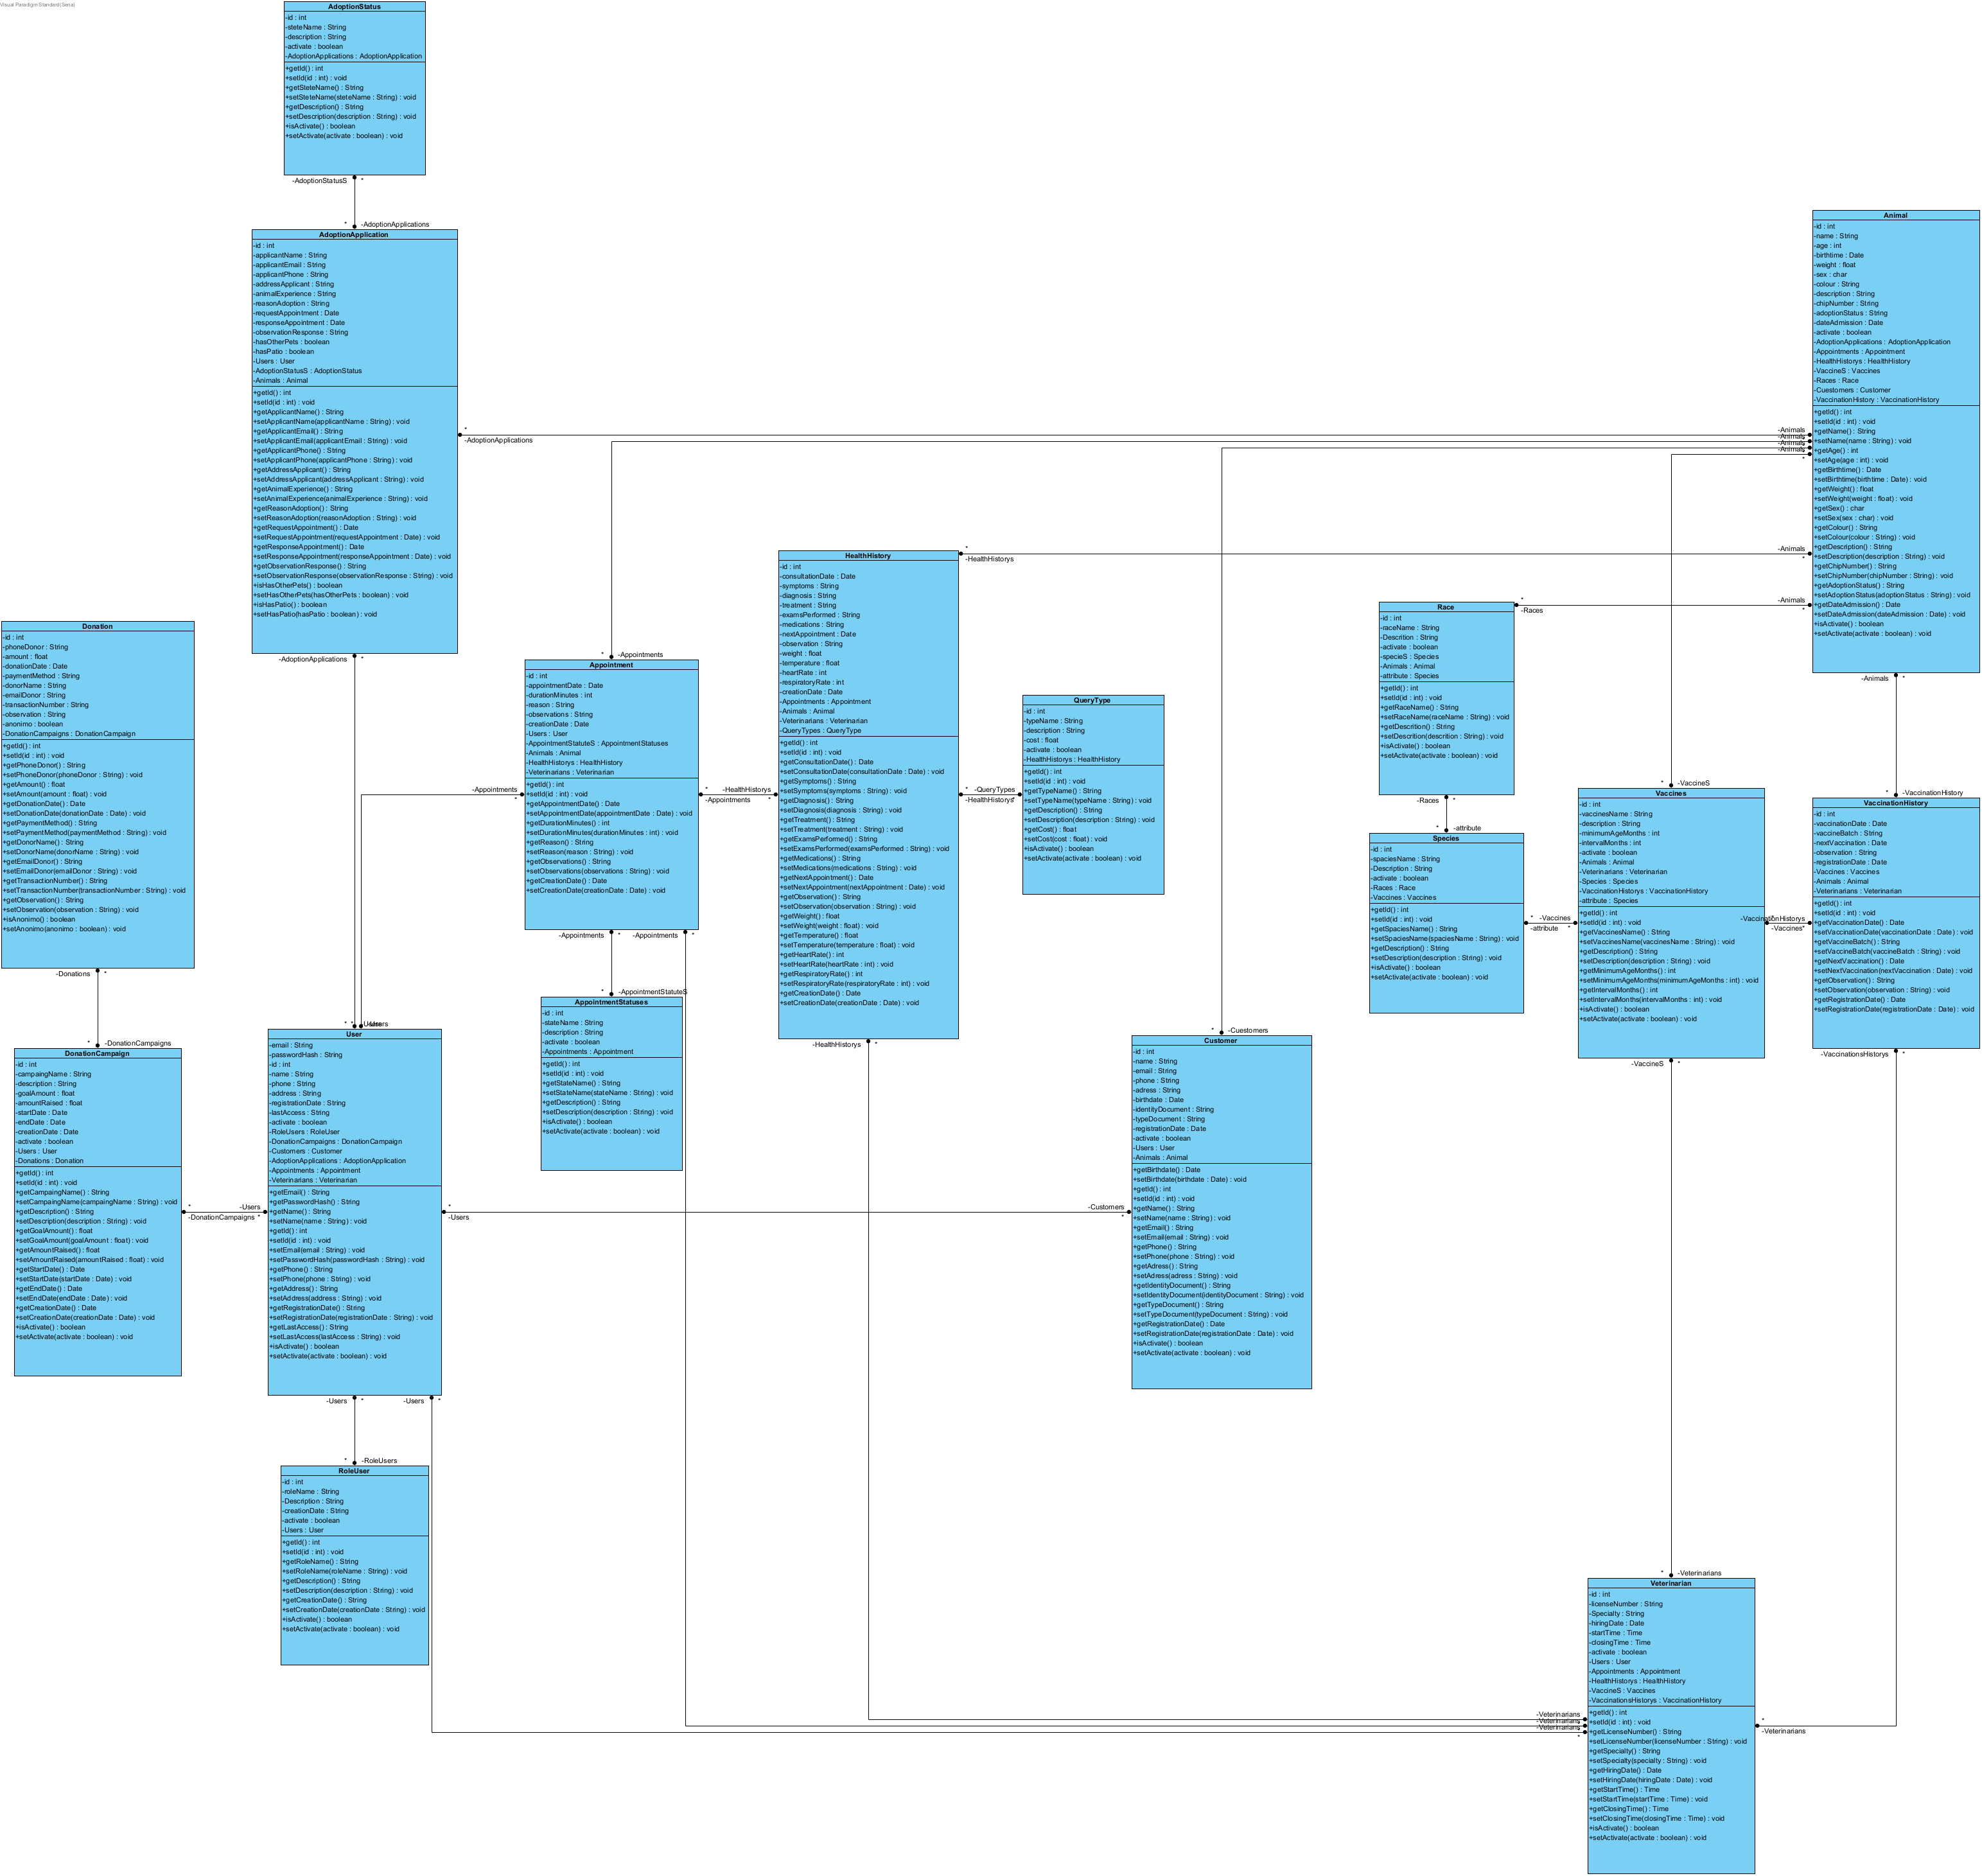 Visual Paradigm Standard(Sena)
AdoptionStatus
-id : int
-steteName : String
-description : String
-activate : boolean
-AdoptionApplications : AdoptionApplication
+getId() : int
+setId(id : int) : void
+getSteteName() : String
+setSteteName(steteName : String) : void
+getDescription() : String
+setDescription(description : String) : void
+isActivate() : boolean
+setActivate(activate : boolean) : void
-AdoptionStatusS
*
*
-AdoptionApplications
AdoptionApplication
-id : int
-applicantName : String
-applicantEmail : String
-applicantPhone : String
-addressApplicant : String
-animalExperience : String
-reasonAdoption : String
-requestAppointment : Date
-responseAppointment : Date
-observationResponse : String
-hasOtherPets : boolean
-hasPatio : boolean
-Users : User
-AdoptionStatusS : AdoptionStatus
-Animals : Animal
+getId() : int
+setId(id : int) : void
+getApplicantName() : String
+setApplicantName(applicantName : String) : void
+getApplicantEmail() : String
+setApplicantEmail(applicantEmail : String) : void
+getApplicantPhone() : String
+setApplicantPhone(applicantPhone : String) : void
+getAddressApplicant() : String
+setAddressApplicant(addressApplicant : String) : void
+getAnimalExperience() : String
+setAnimalExperience(animalExperience : String) : void
+getReasonAdoption() : String
+setReasonAdoption(reasonAdoption : String) : void
+getRequestAppointment() : Date
+setRequestAppointment(requestAppointment : Date) : void
+getResponseAppointment() : Date
+setResponseAppointment(responseAppointment : Date) : void
+getObservationResponse() : String
+setObservationResponse(observationResponse : String) : void
+isHasOtherPets() : boolean
+setHasOtherPets(hasOtherPets : boolean) : void
+isHasPatio() : boolean
+setHasPatio(hasPatio : boolean) : void
*
-AdoptionApplications
-AdoptionApplications
*
Animal
-id : int
-name : String
-age : int
-birthtime : Date
-weight : float
-sex : char
-colour : String
-description : String
-chipNumber : String
-adoptionStatus : String
-dateAdmission : Date
-activate : boolean
-AdoptionApplications : AdoptionApplication
-Appointments : Appointment
-HealthHistorys : HealthHistory
-VaccineS : Vaccines
-Races : Race
-Cuestomers : Customer
-VaccinationHistory : VaccinationHistory
+getId() : int
+setId(id : int) : void
+getName() : String
+setName(name : String) : void
+getAge() : int
+setAge(age : int) : void
+getBirthtime() : Date
+setBirthtime(birthtime : Date) : void
+getWeight() : float
+setWeight(weight : float) : void
+getSex() : char
+setSex(sex : char) : void
+getColour() : String
+setColour(colour : String) : void
+getDescription() : String
+setDescription(description : String) : void
+getChipNumber() : String
+setChipNumber(chipNumber : String) : void
+getAdoptionStatus() : String
+setAdoptionStatus(adoptionStatus : String) : void
+getDateAdmission() : Date
+setDateAdmission(dateAdmission : Date) : void
+isActivate() : boolean
+setActivate(activate : boolean) : void
-Animals
-Animals
-Animals
-Animals
*
-Animals
*
-Animals
*
-Animals
*
Donation
-id : int
-phoneDonor : String
-amount : float
-donationDate : Date
-paymentMethod : String
-donorName : String
-emailDonor : String
-transactionNumber : String
-observation : String
-anonimo : boolean
-DonationCampaigns : DonationCampaign
+getId() : int
+setId(id : int) : void
+getPhoneDonor() : String
+setPhoneDonor(phoneDonor : String) : void
+getAmount() : float
+setAmount(amount : float) : void
+getDonationDate() : Date
+setDonationDate(donationDate : Date) : void
+getPaymentMethod() : String
+setPaymentMethod(paymentMethod : String) : void
+getDonorName() : String
+setDonorName(donorName : String) : void
+getEmailDonor() : String
+setEmailDonor(emailDonor : String) : void
+getTransactionNumber() : String
+setTransactionNumber(transactionNumber : String) : void
+getObservation() : String
+setObservation(observation : String) : void
+isAnonimo() : boolean
+setAnonimo(anonimo : boolean) : void
-Donations
*
*
-DonationCampaigns
*
-Appointments
Appointment
-id : int
-appointmentDate : Date
-durationMinutes : int
-reason : String
-observations : String
-creationDate : Date
-Users : User
-AppointmentStatuteS : AppointmentStatuses
-Animals : Animal
-HealthHistorys : HealthHistory
-Veterinarians : Veterinarian
+getId() : int
+setId(id : int) : void
+getAppointmentDate() : Date
+setAppointmentDate(appointmentDate : Date) : void
+getDurationMinutes() : int
+setDurationMinutes(durationMinutes : int) : void
+getReason() : String
+setReason(reason : String) : void
+getObservations() : String
+setObservations(observations : String) : void
+getCreationDate() : Date
+setCreationDate(creationDate : Date) : void
-Appointments
*
*
-HealthHistorys
-Appointments
*
-Appointments
*
-Appointments
*
*
-AppointmentStatuteS
*
-HealthHistorys
HealthHistory
-id : int
-consultationDate : Date
-symptoms : String
-diagnosis : String
-treatment : String
-examsPerformed : String
-medications : String
-nextAppointment : Date
-observation : String
-weight : float
-temperature : float
-heartRate : int
-respiratoryRate : int
-creationDate : Date
-Appointments : Appointment
-Animals : Animal
-Veterinarians : Veterinarian
-QueryTypes : QueryType
+getId() : int
+setId(id : int) : void
+getConsultationDate() : Date
+setConsultationDate(consultationDate : Date) : void
+getSymptoms() : String
+setSymptoms(symptoms : String) : void
+getDiagnosis() : String
+setDiagnosis(diagnosis : String) : void
+getTreatment() : String
+setTreatment(treatment : String) : void
+getExamsPerformed() : String
+setExamsPerformed(examsPerformed : String) : void
+getMedications() : String
+setMedications(medications : String) : void
+getNextAppointment() : Date
+setNextAppointment(nextAppointment : Date) : void
+getObservation() : String
+setObservation(observation : String) : void
+getWeight() : float
+setWeight(weight : float) : void
+getTemperature() : float
+setTemperature(temperature : float) : void
+getHeartRate() : int
+setHeartRate(heartRate : int) : void
+getRespiratoryRate() : int
+setRespiratoryRate(respiratoryRate : int) : void
+getCreationDate() : Date
+setCreationDate(creationDate : Date) : void
*
-QueryTypes
-HealthHistorys
*
-HealthHistorys
*
QueryType
-id : int
-typeName : String
-description : String
-cost : float
-activate : boolean
-HealthHistorys : HealthHistory
+getId() : int
+setId(id : int) : void
+getTypeName() : String
+setTypeName(typeName : String) : void
+getDescription() : String
+setDescription(description : String) : void
+getCost() : float
+setCost(cost : float) : void
+isActivate() : boolean
+setActivate(activate : boolean) : void
*
-Races
Race
-id : int
-raceName : String
-Descrition : String
-activate : boolean
-specieS : Species
-Animals : Animal
-attribute : Species
+getId() : int
+setId(id : int) : void
+getRaceName() : String
+setRaceName(raceName : String) : void
+getDescrition() : String
+setDescrition(descrition : String) : void
+isActivate() : boolean
+setActivate(activate : boolean) : void
-Races
*
*
-attribute
Species
-id : int
-spaciesName : String
-Description : String
-activate : boolean
-Races : Race
-Vaccines : Vaccines
+getId() : int
+setId(id : int) : void
+getSpaciesName() : String
+setSpaciesName(spaciesName : String) : void
+getDescription() : String
+setDescription(description : String) : void
+isActivate() : boolean
+setActivate(activate : boolean) : void
*
-Vaccines
-attribute
*
*
-VaccineS
Vaccines
-id : int
-vaccinesName : String
-description : String
-minimumAgeMonths : int
-intervalMonths : int
-activate : boolean
-Animals : Animal
-Veterinarians : Veterinarian
-Species : Species
-VaccinationHistorys : VaccinationHistory
-attribute : Species
+getId() : int
+setId(id : int) : void
+getVaccinesName() : String
+setVaccinesName(vaccinesName : String) : void
+getDescription() : String
+setDescription(description : String) : void
+getMinimumAgeMonths() : int
+setMinimumAgeMonths(minimumAgeMonths : int) : void
+getIntervalMonths() : int
+setIntervalMonths(intervalMonths : int) : void
+isActivate() : boolean
+setActivate(activate : boolean) : void
-VaccinationHistorys
-Vaccines
*
-VaccineS
*
*
-VaccinationHistory
VaccinationHistory
-id : int
-vaccinationDate : Date
-vaccineBatch : String
-nextVaccination : Date
-observation : String
-registrationDate : Date
-Vaccines : Vaccines
-Animals : Animal
-Veterinarians : Veterinarian
+getId() : int
+setId(id : int) : void
+getVaccinationDate() : Date
+setVaccinationDate(vaccinationDate : Date) : void
+getVaccineBatch() : String
+setVaccineBatch(vaccineBatch : String) : void
+getNextVaccination() : Date
+setNextVaccination(nextVaccination : Date) : void
+getObservation() : String
+setObservation(observation : String) : void
+getRegistrationDate() : Date
+setRegistrationDate(registrationDate : Date) : void
-VaccinationsHistorys
*
DonationCampaign
-id : int
-campaingName : String
-description : String
-goalAmount : float
-amountRaised : float
-startDate : Date
-endDate : Date
-creationDate : Date
-activate : boolean
-Users : User
-Donations : Donation
+getId() : int
+setId(id : int) : void
+getCampaingName() : String
+setCampaingName(campaingName : String) : void
+getDescription() : String
+setDescription(description : String) : void
+getGoalAmount() : float
+setGoalAmount(goalAmount : float) : void
+getAmountRaised() : float
+setAmountRaised(amountRaised : float) : void
+getStartDate() : Date
+setStartDate(startDate : Date) : void
+getEndDate() : Date
+setEndDate(endDate : Date) : void
+getCreationDate() : Date
+setCreationDate(creationDate : Date) : void
+isActivate() : boolean
+setActivate(activate : boolean) : void
*
-Users
-DonationCampaigns
*
* *
-Users
User
-email : String
-passwordHash : String
-id : int
-name : String
-phone : String
-address : String
-registrationDate : String
-lastAccess : String
-activate : boolean
-RoleUsers : RoleUser
-DonationCampaigns : DonationCampaign
-Customers : Customer
-AdoptionApplications : AdoptionApplication
-Appointments : Appointment
-Veterinarians : Veterinarian
+getEmail() : String
+getPasswordHash() : String
+getName() : String
+setName(name : String) : void
+getId() : int
+setId(id : int) : void
+setEmail(email : String) : void
+setPasswordHash(passwordHash : String) : void
+getPhone() : String
+setPhone(phone : String) : void
+getAddress() : String
+setAddress(address : String) : void
+getRegistrationDate() : String
+setRegistrationDate(registrationDate : String) : void
+getLastAccess() : String
+setLastAccess(lastAccess : String) : void
+isActivate() : boolean
+setActivate(activate : boolean) : void
*
-Users
-Customers
*
-Users
*
-Users
*
*
-RoleUsers
AppointmentStatuses
-id : int
-stateName : String
-description : String
-activate : boolean
-Appointments : Appointment
+getId() : int
+setId(id : int) : void
+getStateName() : String
+setStateName(stateName : String) : void
+getDescription() : String
+setDescription(description : String) : void
+isActivate() : boolean
+setActivate(activate : boolean) : void
*
-Cuestomers
Customer
-id : int
-name : String
-email : String
-phone : String
-adress : String
-birthdate : Date
-identityDocument : String
-typeDocument : String
-registrationDate : Date
-activate : boolean
-Users : User
-Animals : Animal
+getBirthdate() : Date
+setBirthdate(birthdate : Date) : void
+getId() : int
+setId(id : int) : void
+getName() : String
+setName(name : String) : void
+getEmail() : String
+setEmail(email : String) : void
+getPhone() : String
+setPhone(phone : String) : void
+getAdress() : String
+setAdress(adress : String) : void
+getIdentityDocument() : String
+setIdentityDocument(identityDocument : String) : void
+getTypeDocument() : String
+setTypeDocument(typeDocument : String) : void
+getRegistrationDate() : Date
+setRegistrationDate(registrationDate : Date) : void
+isActivate() : boolean
+setActivate(activate : boolean) : void
RoleUser
-id : int
-roleName : String
-Description : String
-creationDate : String
-activate : boolean
-Users : User
+getId() : int
+setId(id : int) : void
+getRoleName() : String
+setRoleName(roleName : String) : void
+getDescription() : String
+setDescription(description : String) : void
+getCreationDate() : String
+setCreationDate(creationDate : String) : void
+isActivate() : boolean
+setActivate(activate : boolean) : void
*
-Veterinarians
Veterinarian
-id : int
-licenseNumber : String
-Specialty : String
-hiringDate : Date
-startTime : Time
-closingTime : Time
-activate : boolean
-Users : User
-Appointments : Appointment
-HealthHistorys : HealthHistory
-VaccineS : Vaccines
-VaccinationsHistorys : VaccinationHistory
+getId() : int
+setId(id : int) : void
+getLicenseNumber() : String
+setLicenseNumber(licenseNumber : String) : void
+getSpecialty() : String
+setSpecialty(specialty : String) : void
+getHiringDate() : Date
+setHiringDate(hiringDate : Date) : void
+getStartTime() : Time
+setStartTime(startTime : Time) : void
+getClosingTime() : Time
+setClosingTime(closingTime : Time) : void
+isActivate() : boolean
+setActivate(activate : boolean) : void
-Veterinarians
-Veterinarians
-Veterinarians
*
*
-Veterinarians